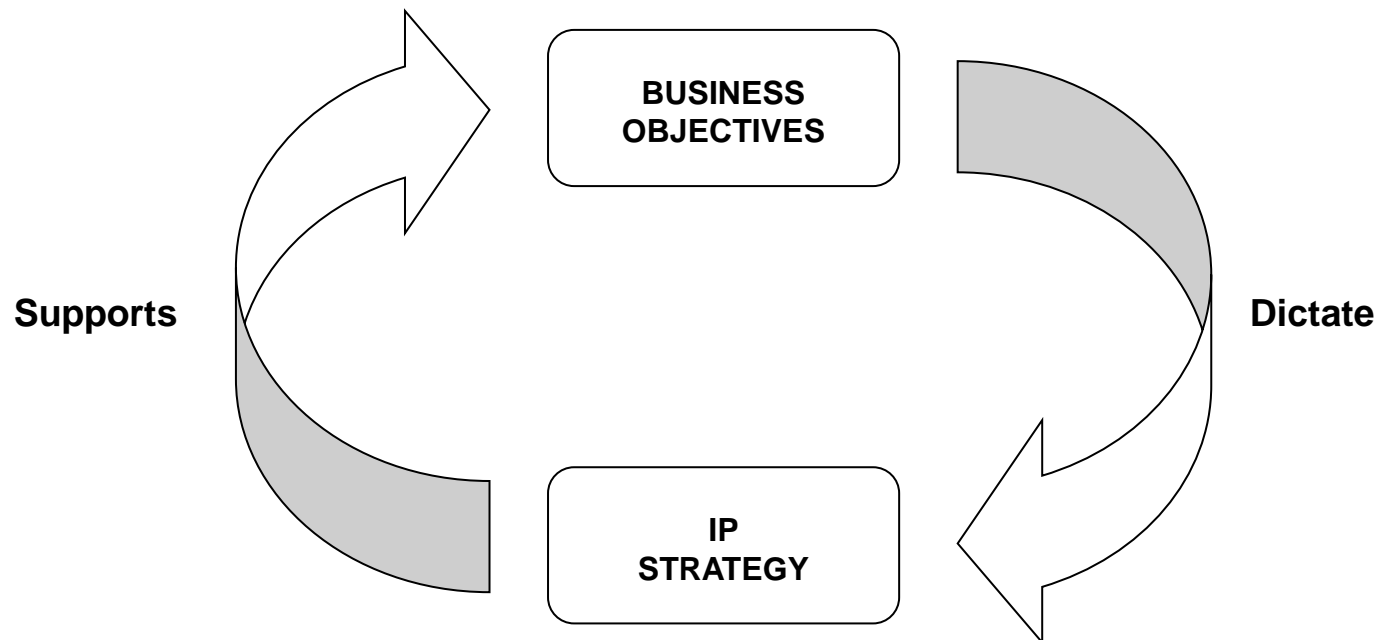 BUSINESS
OBJECTIVES
Supports
Dictate
IP
STRATEGY